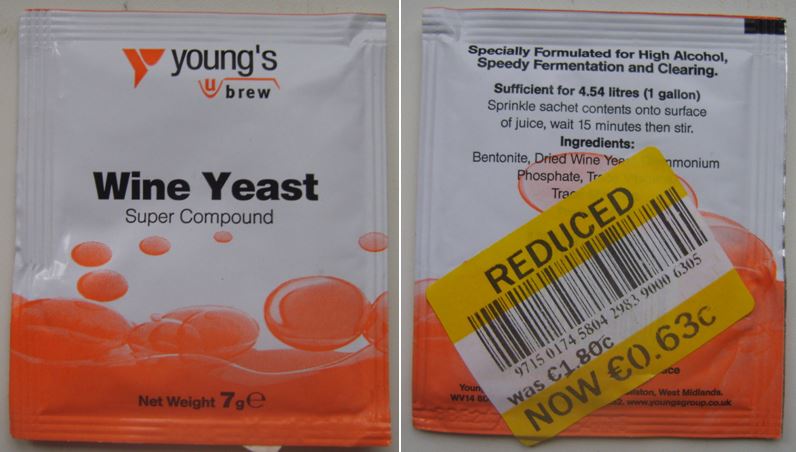 young's
u
brew
Wine Yeast
Super Compound
Net Weight 7g e
Specially Formulated for High Alcohol,
Speedy Fermentation and Clearing.
Sufficient for 4.54 litres (1 gallon)
Sprinkle sachet contents onto surface
of juice, wait 15 minutes then stir.
Ingredients:
Bentonite, Dried Wine
Phosphate,
REDUCED
9715 0174 5804 2983 9000 6305
was €1.80c
NOW €0.63c
West Midlands.
WV14
www.youngsgroup.co.uk